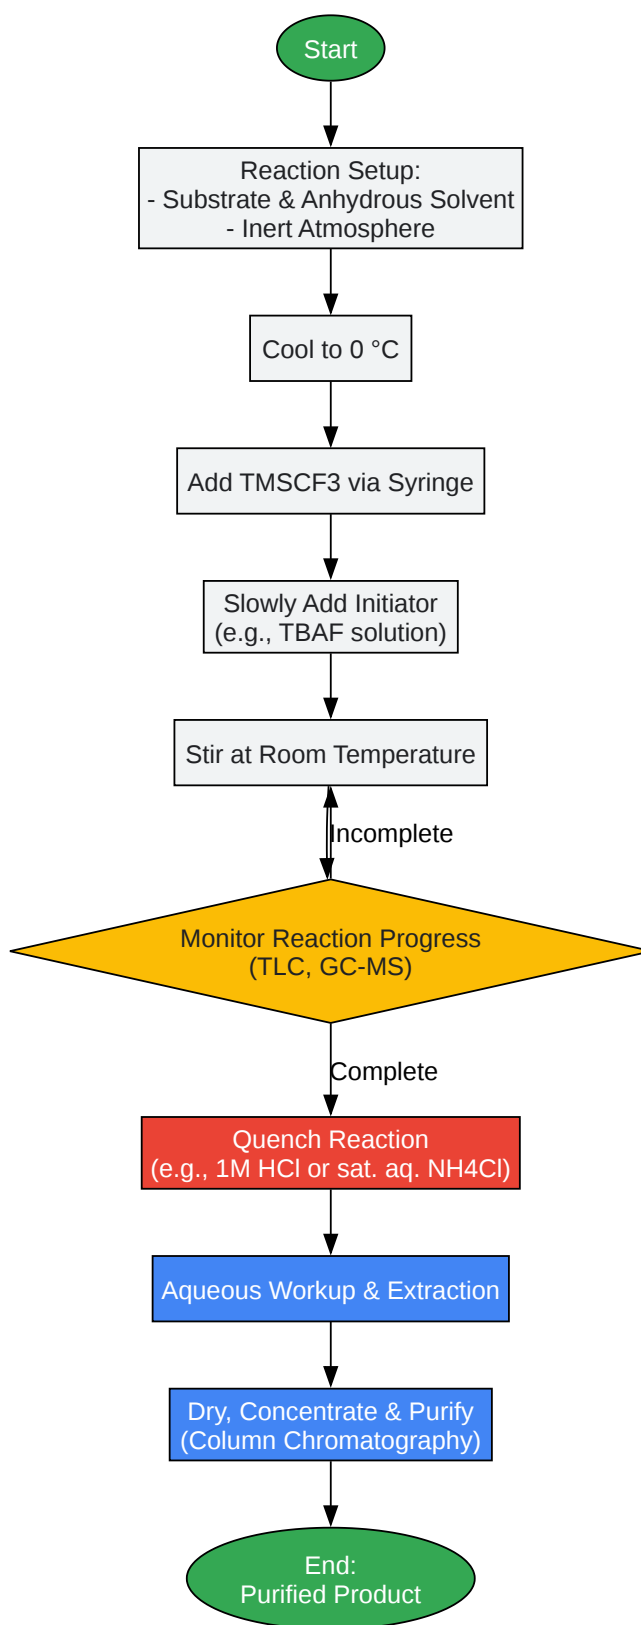 Start
Reaction Setup:
- Substrate & Anhydrous Solvent
- Inert Atmosphere
Cool to 0 °C
Add TMSCF3 via Syringe
Slowly Add Initiator
(e.g., TBAF solution)
Stir at Room Temperature
Incomplete
Monitor Reaction Progress
(TLC, GC-MS)
Complete
Quench Reaction
(e.g., 1M HCl or sat. aq. NH4Cl)
Aqueous Workup & Extraction
Dry, Concentrate & Purify
(Column Chromatography)
End:
Purified Product